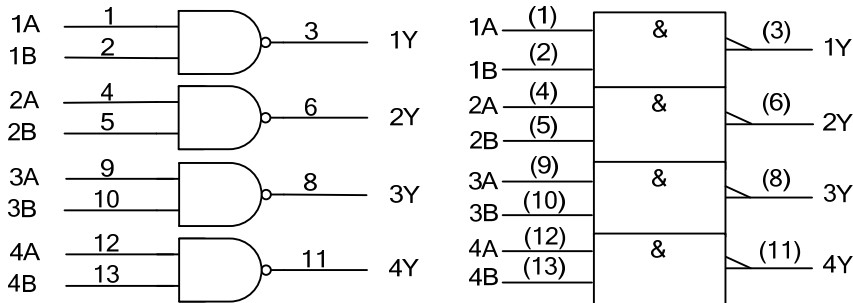 1A 1 3 1Y
1B 2
2A 4 6 2Y
2B 5
3A 9 8 3Y
3B 10
4A 12 11 4Y
4B 13
1A (1) & (3) 1Y
1B (2)
2A (4) & (6) 2Y
2B (5)
3A (9) & (8) 3Y
3B (10)
4A (12) & (11) 4Y
4B (13)